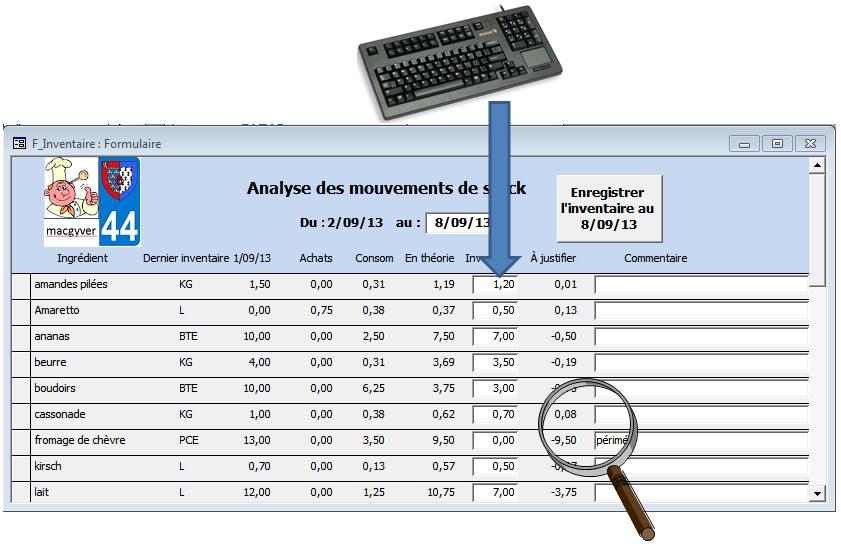 F_Inventaire : Formulaire
macgyver
44
Analyse des mouvements de
Du : 2/09/13 au : 8/09/13
Enregistrer
l'inventaire au
8/09/13
Ingrédient Dernier inventaire 1/09/13 Achats Consom En théorie À justifier Commentaire
amandes pilées KG 1,50 0,00 0,31 1,19 1,20 0,01
Amaretto L 0,00 0,75 0,38 0,37 0,50 0,13
ananas BTE 10,00 0,00 2,50 7,50 7,00 -0,50
beurre KG 4,00 0,00 0,31 3,69 3,50 -0,19
boudoirs BTE 10,00 0,00 6,25 3,75 3,00
cassonade KG 1,00 0,00 0,38 0,62 0,70 0,08
fromage de chèvre PCE 13,00 0,00 3,50 9,50 0,00 -9,50 périmé
kirsch L 0,70 0,00 0,13 0,57 0,50
lait L 12,00 0,00 1,25 10,75 7,00 -3,75